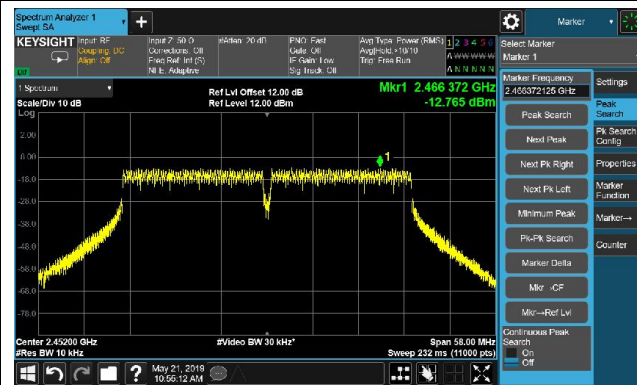 Spectrum Analyzer 1
Swept SA
+
Marker
KEYSIGHT
Input: RF
Coupling: DC
Align: Off
Input Z: 50 Ω
Corrections: Off
Freq Ref: Int (S)
NFE: Adaptive
#Atten: 20 dB
PNO: Fast
Gate: Off
IF Gain: Low
Sig Track: Off
Avg Type: Power (RMS)
Avg|Hold:>10/10
Trig: Free Run
1 2 3 4 5 6
A W W W W W
A N N N N N
1 Spectrum
Scale/Div 10 dB
Log
Ref Lvl Offset 12.00 dB
Ref Level 12.00 dBm
Mkr1 2.466 372 GHz
-12.765 dBm
2.00
-8.00
-18.0
-28.0
-38.0
-48.0
-58.0
-68.0
-78.0
1
Center 2.45200 GHz
#Res BW 10 kHz
#Video BW 30 kHz*
Span 58.00 MHz
Sweep 232 ms (11000 pts)
Select Marker
Marker 1
Marker Frequency
2.466372125 GHz
Peak Search
Next Peak
Next Pk Right
Next Pk Left
Minimum Peak
Pk-Pk Search
Marker Delta
Mkr→CF
Mkr→Ref Lvl
Continuous Peak
Search
On
Off
Settings
Peak
Search
Pk Search
Config
Properties
Marker
Function
Marker→
Counter
?
May 21, 2019
10:56:12 AM